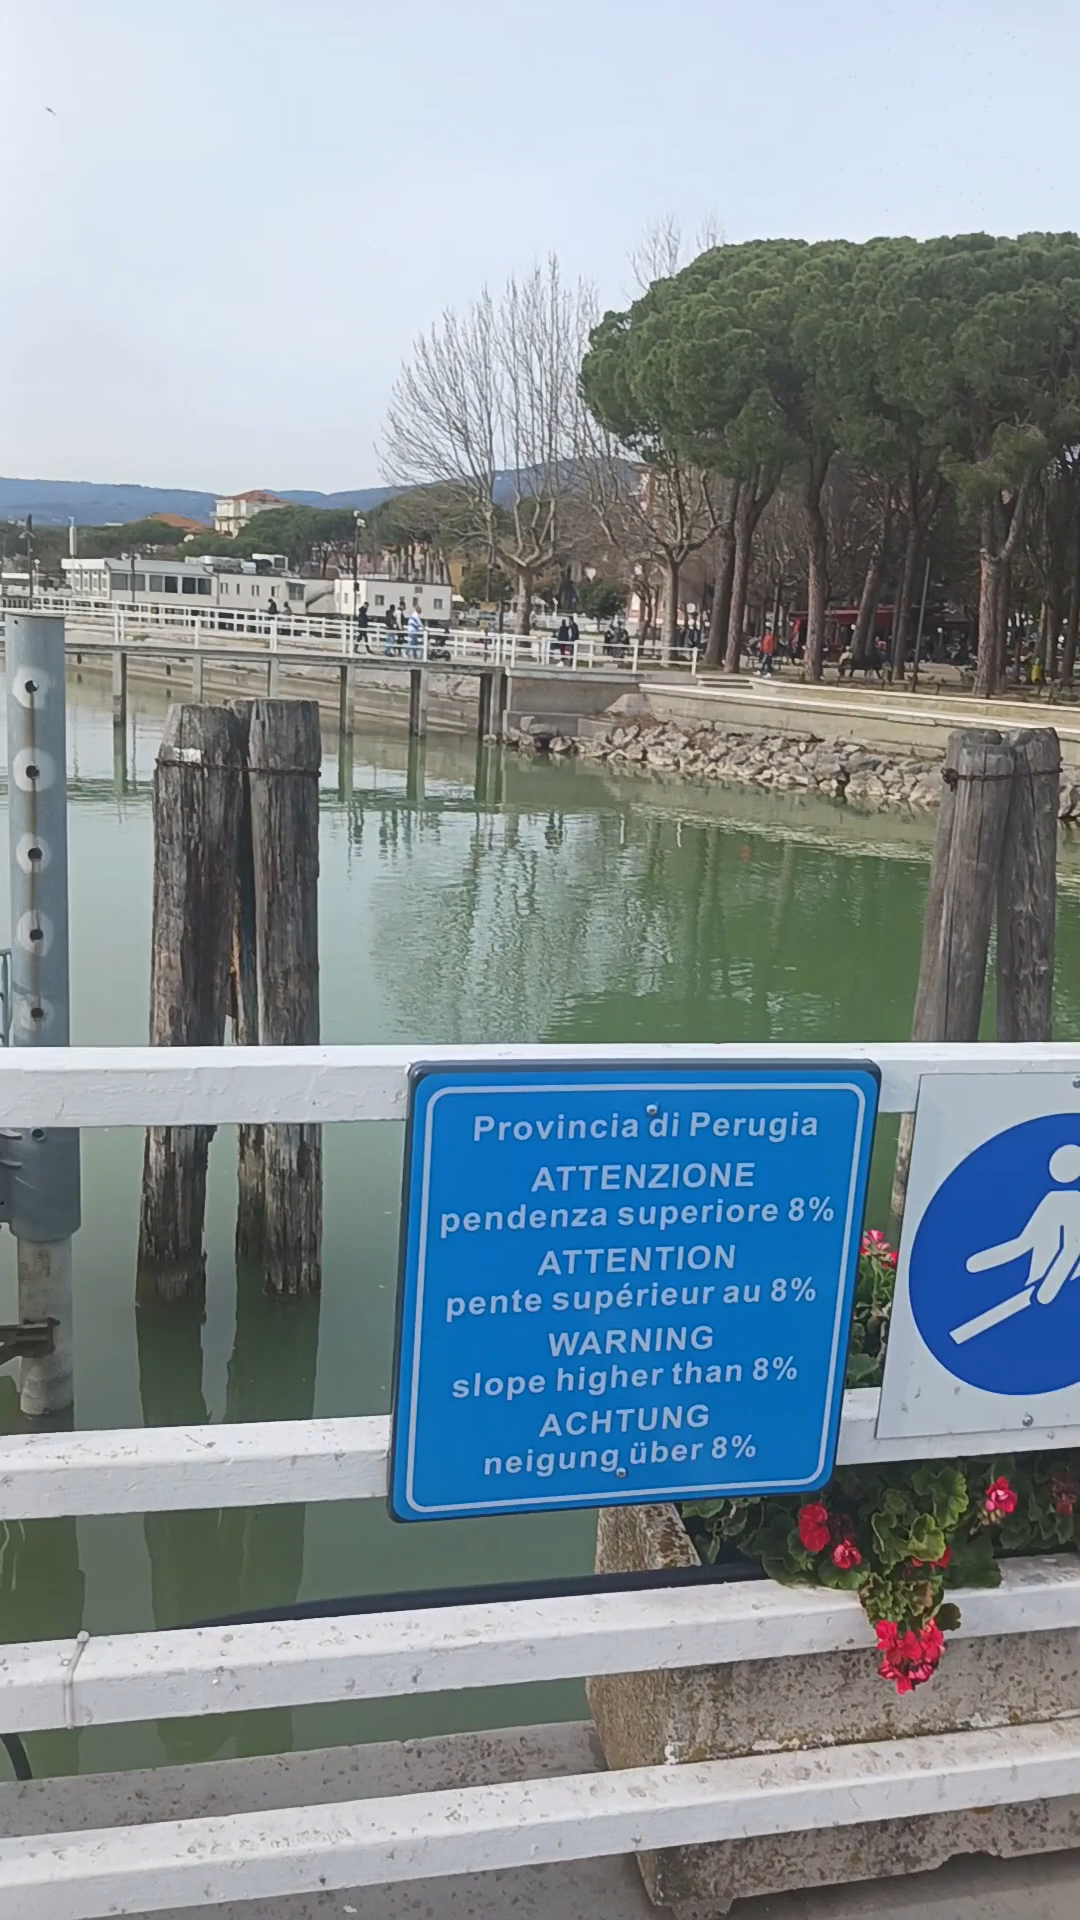 Provincia di Perugia
ATTENZIONE
pendenza superiore 8%
ATTENTION
pente supérieur au 8%
WARNING
slope higher than 8%
ACHTUNG
neigung über 8%